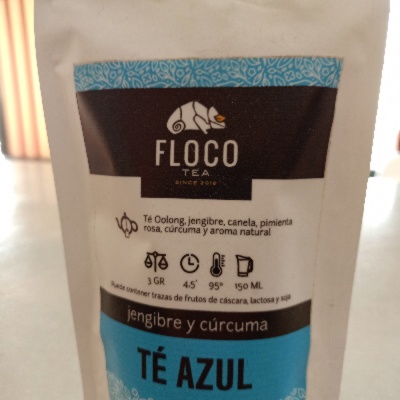 FLOCO
TEA
SINCE 2016
Té Oolong, jengibre, canela, pimienta
rosa, cúrcuma y aroma natural
3 GR 4.5' 95º 150 ML
Puede contener trazas de frutos de cáscara, lactosa y soja
jengibre y cúrcuma
TÉ AZUL